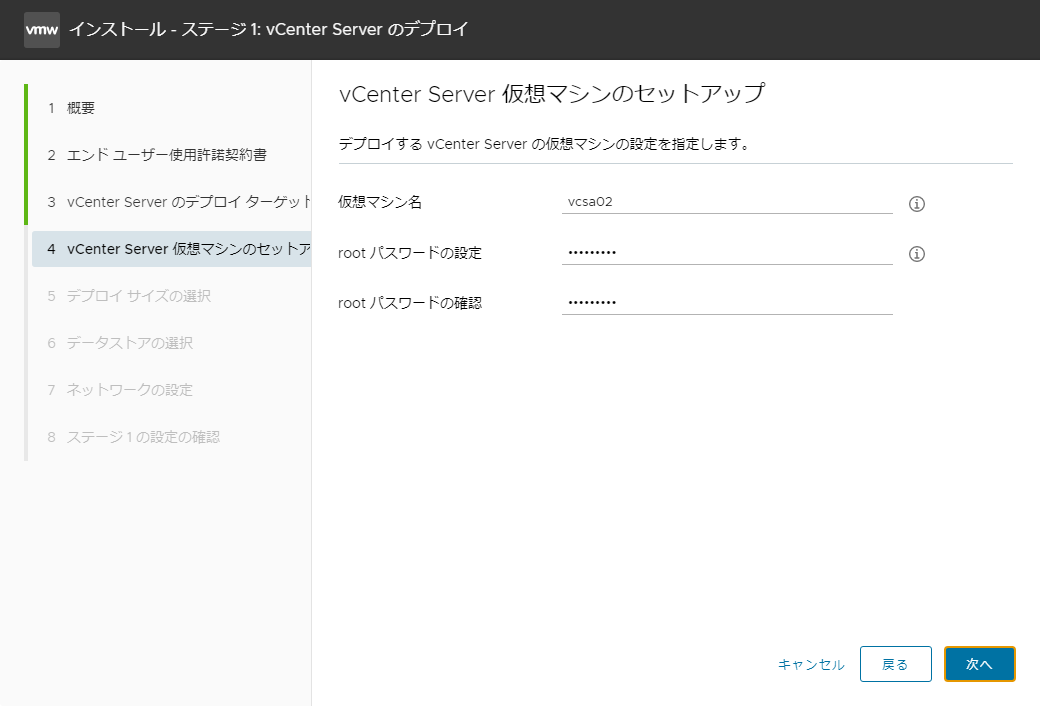 vmw インストール - ステージ 1: vCenter Server のデプロイ
1 概要
2 エンド ユーザー使用許諾契約書
3 vCenter Server のデプロイ ターゲット
4 vCenter Server 仮想マシンのセットア
5 デプロイ サイズの選択
6 データストアの選択
7 ネットワークの設定
8 ステージ 1 の設定の確認
vCenter Server 仮想マシンのセットアップ
デプロイする vCenter Server の仮想マシンの設定を指定します。
仮想マシン名 vcsa02
root パスワードの設定 •••••••••
root パスワードの確認 •••••••••
キャンセル 戻る 次へ